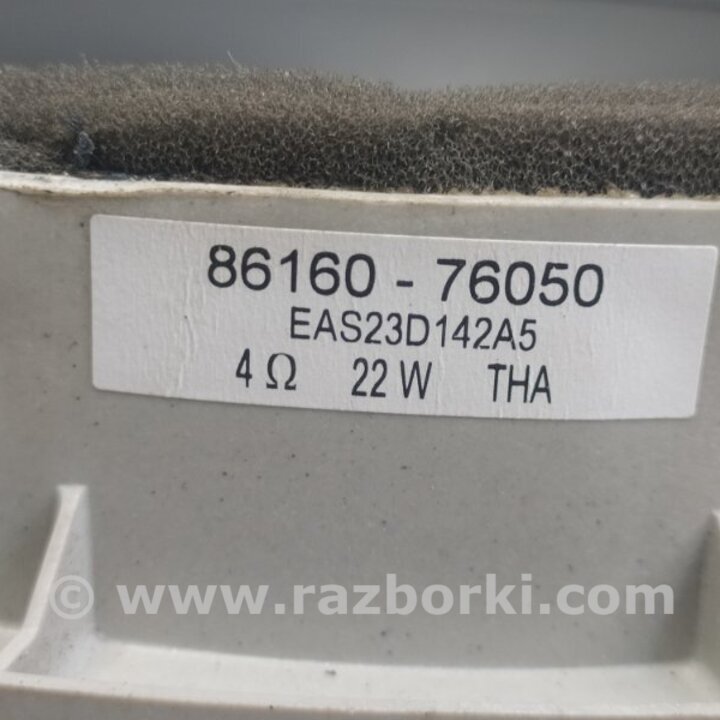 86160 - 76050
EAS23D142A5
4 Ω 22 W THA
© www.razborki.com